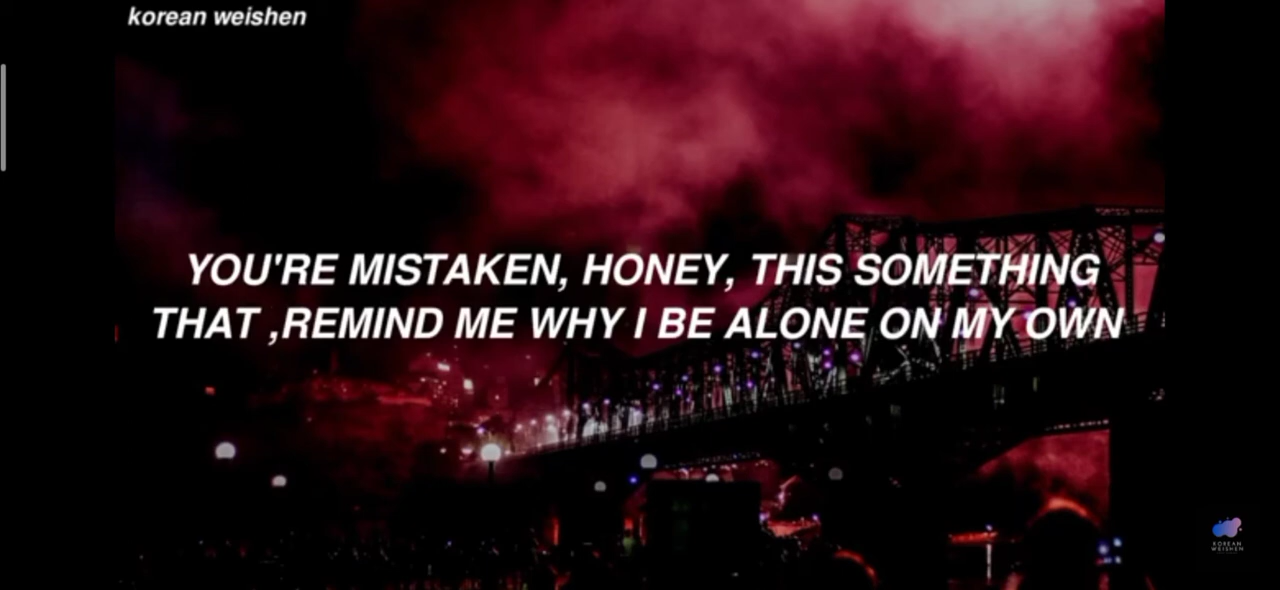 korean weishen
YOU'RE MISTAKEN, HONEY, THIS SOMETHING
THAT ,REMIND ME WHY I BE ALONE ON MY OWN
KOREAN
WEISHEN